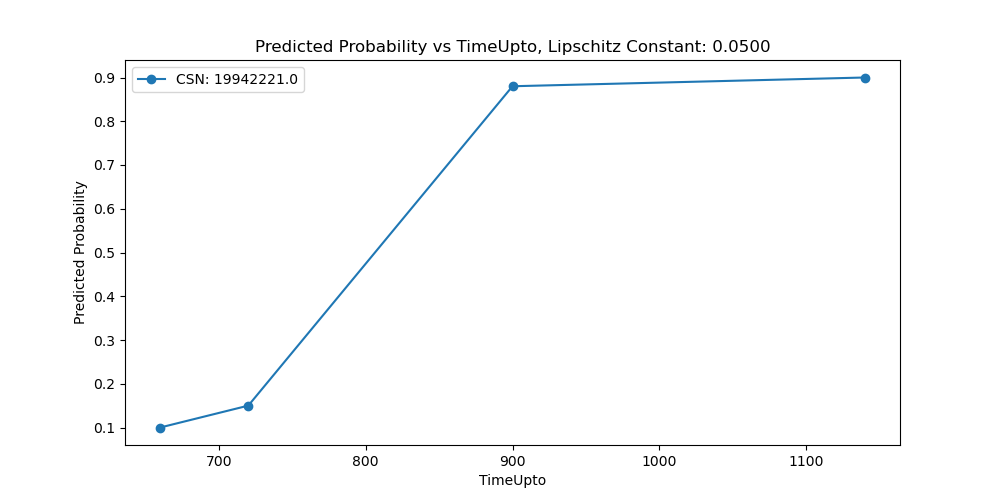 Predicted Probability vs TimeUpto, Lipschitz Constant: 0.0500
CSN: 19942221.0
Predicted Probability
0.9
0.8
0.7
0.6
0.5
0.4
0.3
0.2
0.1
700 800 900 1000 1100
TimeUpto